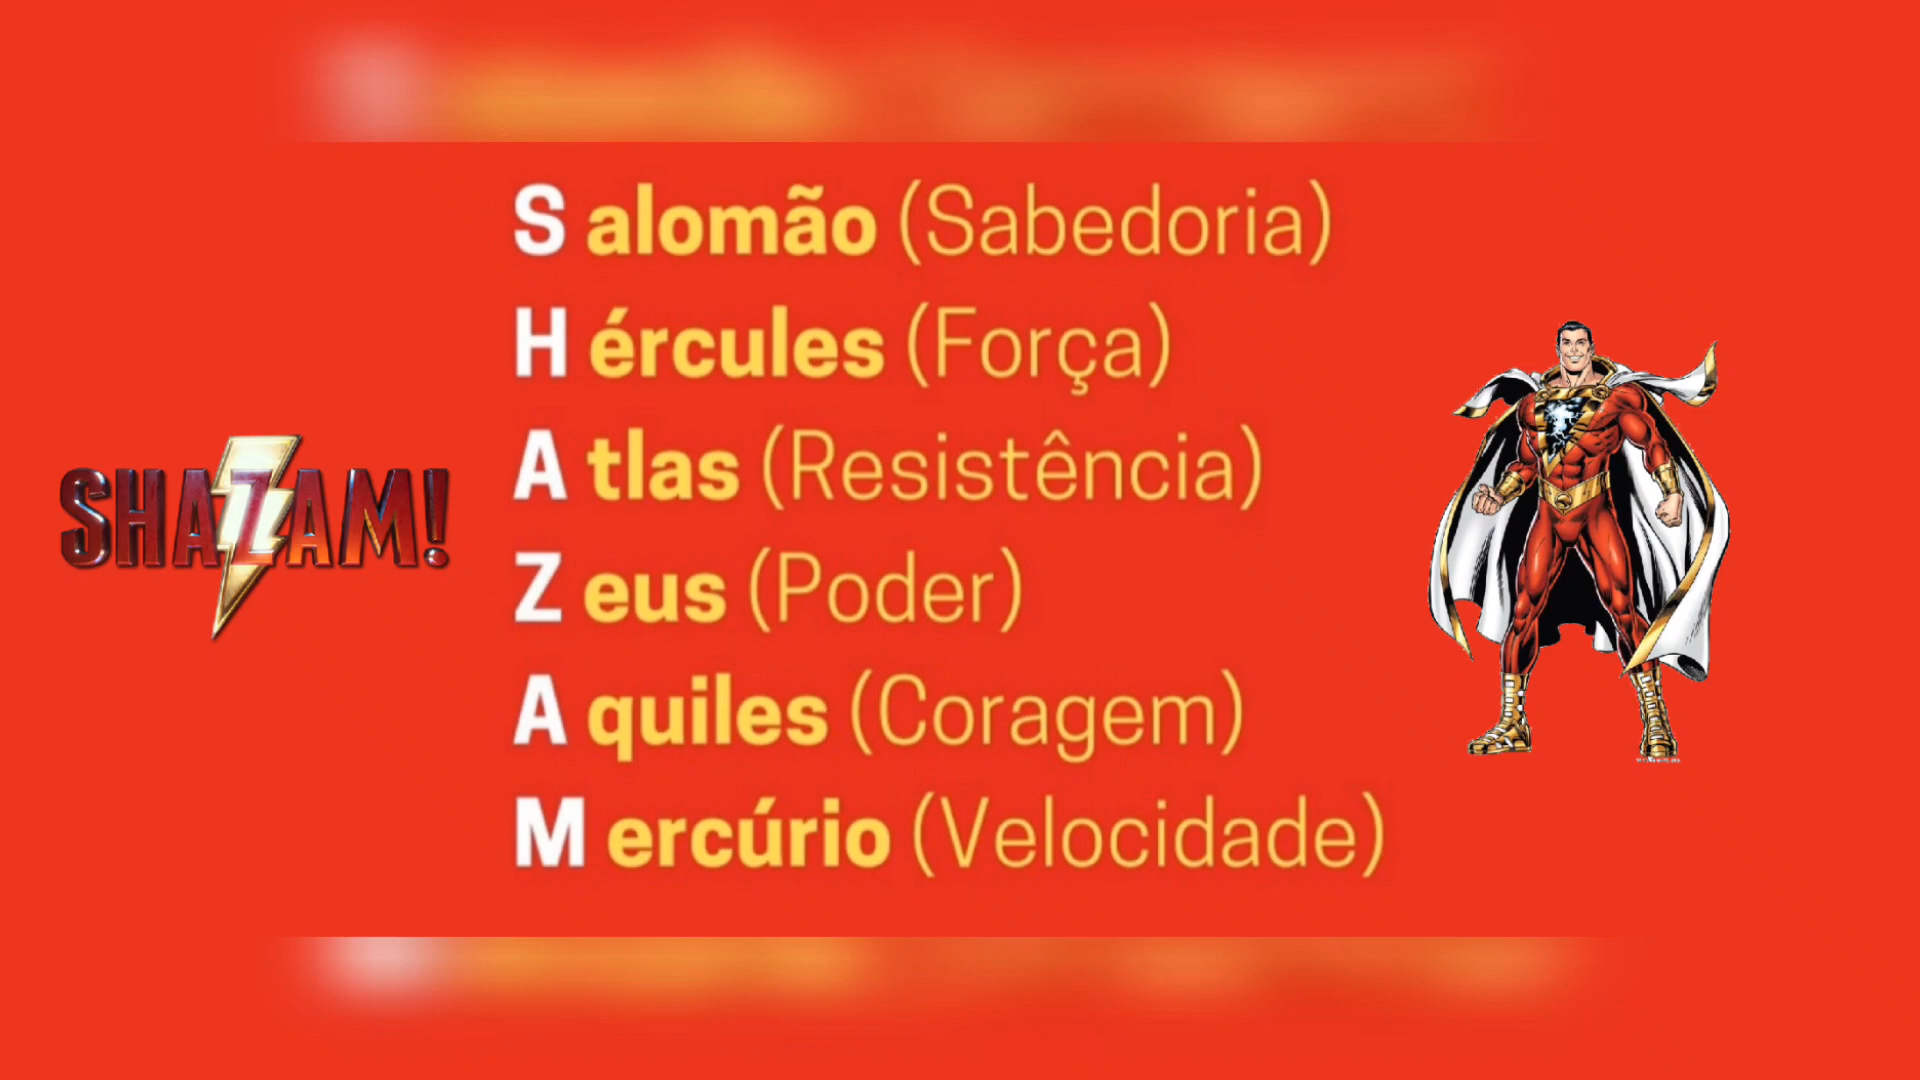 SHAZAM!
S alomão (Sabedoria)
H ércules (Força)
A tlas (Resistência)
Z eus (Poder)
A quiles (Coragem)
M ercúrio (Velocidade)